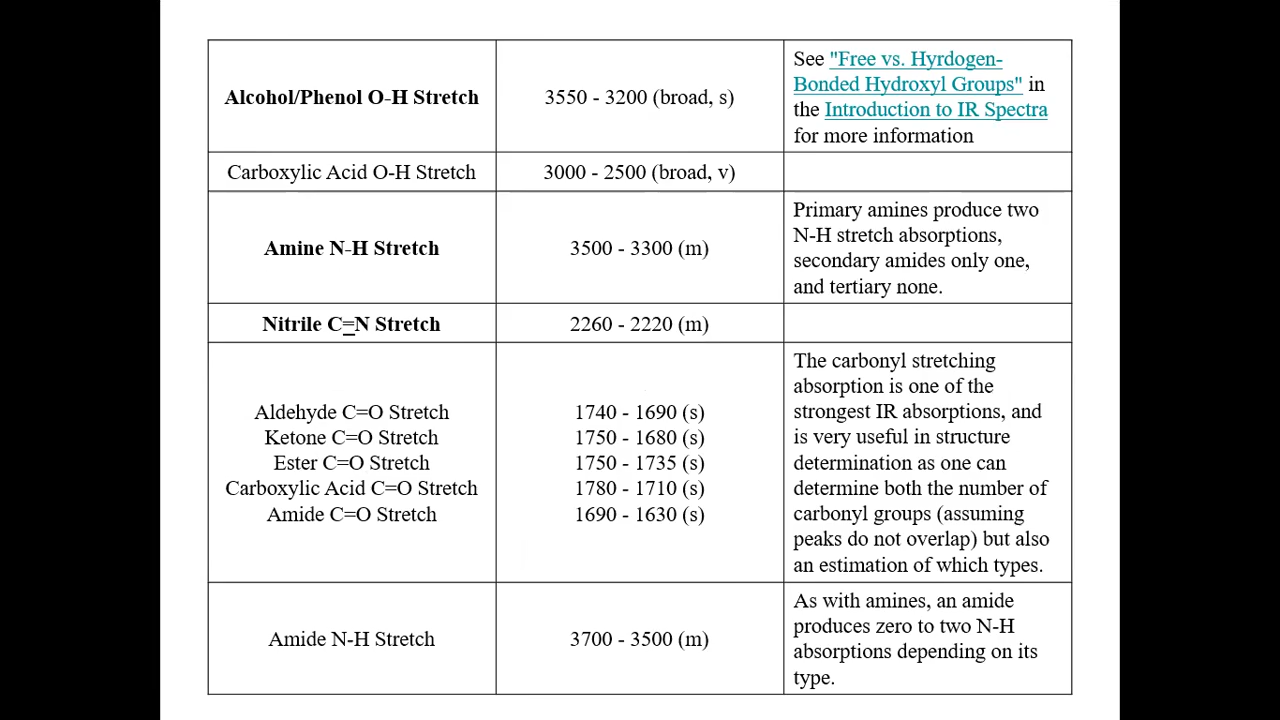 Alcohol/Phenol O-H Stretch
3550 - 3200 (broad, s)
See "Free vs. Hyrdogen-
Bonded Hydroxyl Groups" in
the Introduction to IR Spectra
for more information
Carboxylic Acid O-H Stretch
3000 - 2500 (broad, v)
Amine N-H Stretch
3500 - 3300 (m)
Primary amines produce two
N-H stretch absorptions,
secondary amides only one,
and tertiary none.
Nitrile C≡N Stretch
2260 - 2220 (m)
Aldehyde C=O Stretch
Ketone C=O Stretch
Ester C=O Stretch
Carboxylic Acid C=O Stretch
Amide C=O Stretch
1740 - 1690 (s)
1750 - 1680 (s)
1750 - 1735 (s)
1780 - 1710 (s)
1690 - 1630 (s)
The carbonyl stretching
absorption is one of the
strongest IR absorptions, and
is very useful in structure
determination as one can
determine both the number of
carbonyl groups (assuming
peaks do not overlap) but also
an estimation of which types.
Amide N-H Stretch
3700 - 3500 (m)
As with amines, an amide
produces zero to two N-H
absorptions depending on its
type.